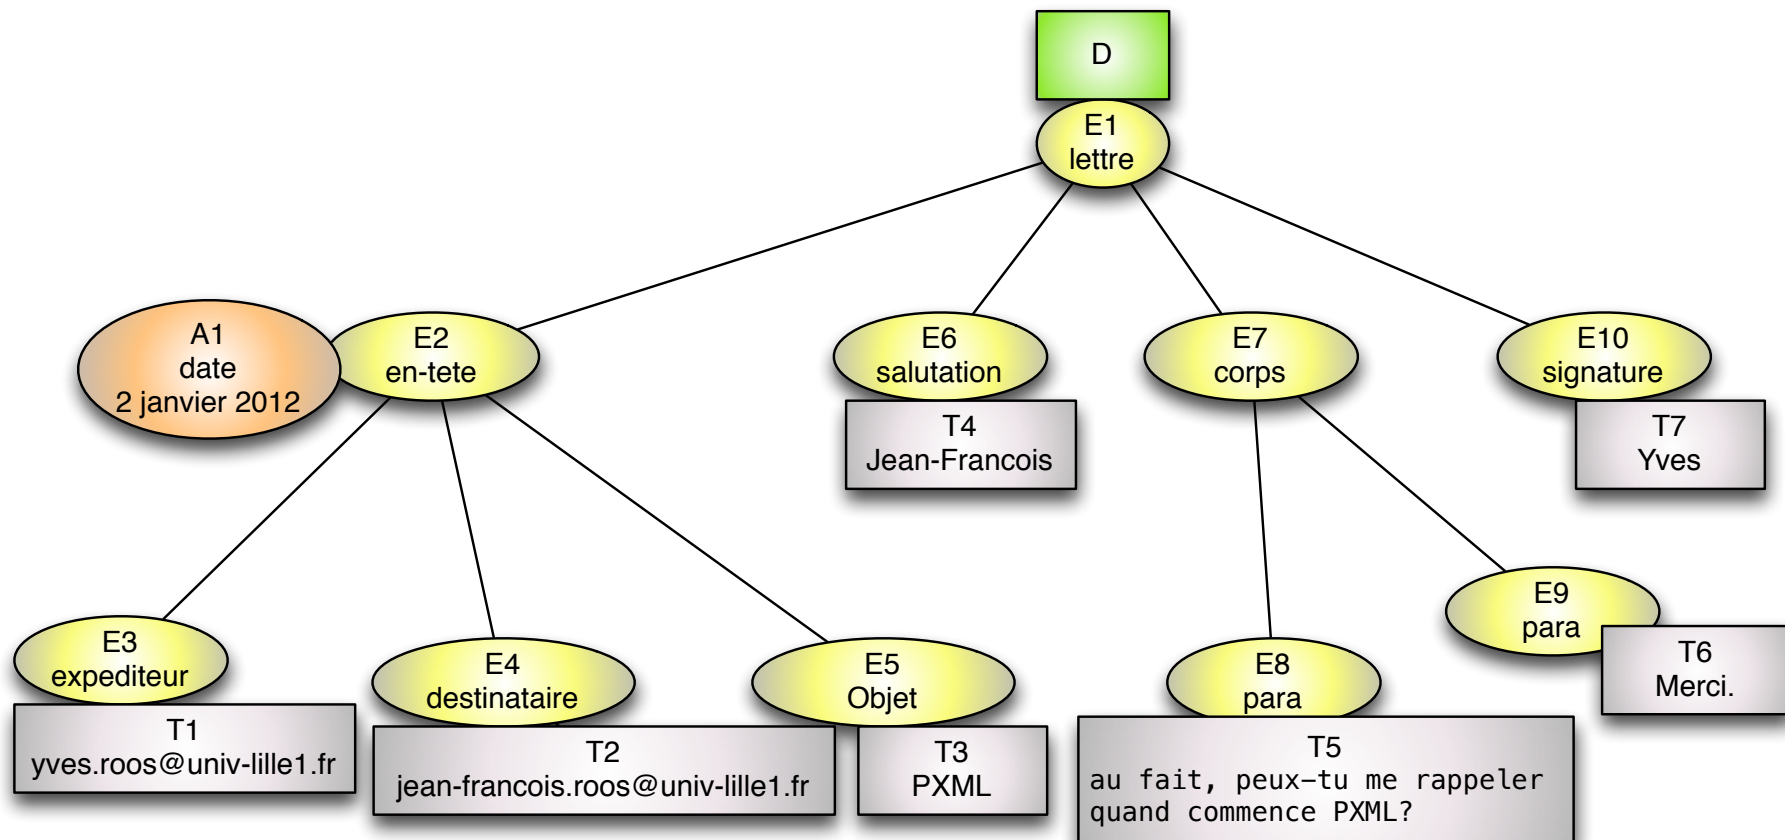 D
E1
lettre
A1
date
2 janvier 2012
E2
en-tete
E6
salutation
T4
Jean-Francois
E7
corps
E10
signature
T7
Yves
E3
expediteur
T1
yves.roos@univ-lille1.fr
E4
destinataire
T2
jean-francois.roos@univ-lille1.fr
E5
Objet
T3
PXML
E8
para
T5
au fait, peux-tu me rappeler
quand commence PXML?
E9
para
T6
Merci.